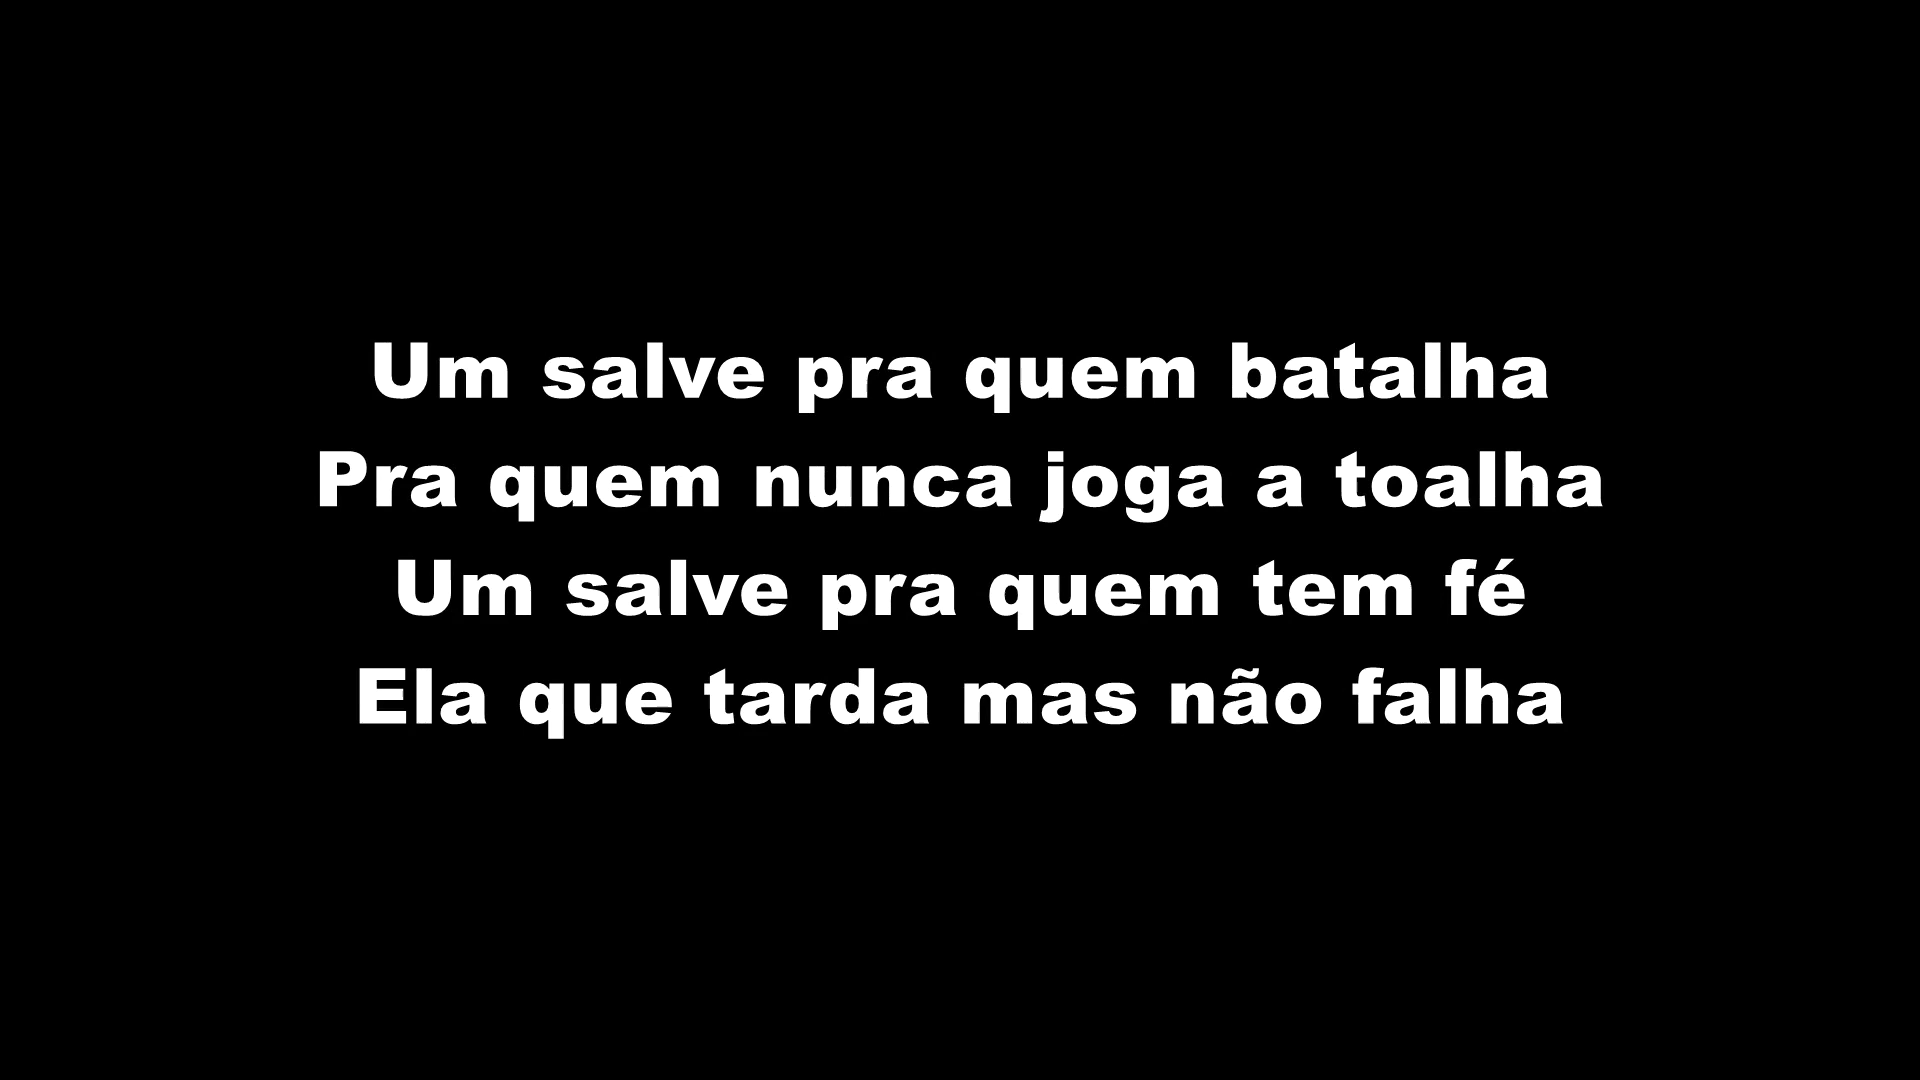 Um salve pra quem batalha
Pra quem nunca joga a toalha
Um salve pra quem tem fé
Ela que tarda mas não falha